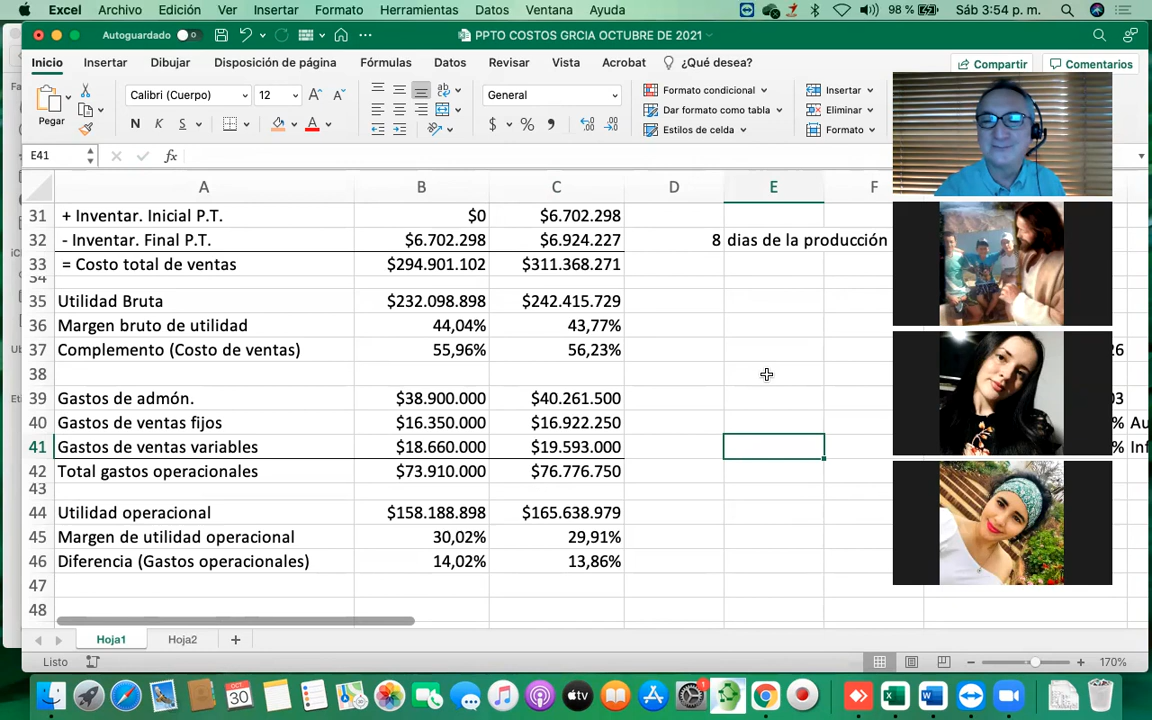 Excel Archivo Edición Ver Insertar Formato Herramientas Datos Ventana Ayuda 98 % Sáb 3:54 p. m.
Autoguardado PPTO COSTOS GRCIA OCTUBRE DE 2021
Inicio Insertar Dibujar Disposición de página Fórmulas Datos Revisar Vista Acrobat ¿Qué desea? Compartir Comentarios
Calibri (Cuerpo) 12 General Formato condicional Insertar
Dar formato como tabla Eliminar
Pegar N K S $ % Estilos de celda Formato
E41 fx
A B C D E F
31 + Inventar. Inicial P.T. $0 $6.702.298
32 - Inventar. Final P.T. $6.702.298 $6.924.227 8 dias de la producción
33 = Costo total de ventas $294.901.102 $311.368.271
34
35 Utilidad Bruta $232.098.898 $242.415.729
36 Margen bruto de utilidad 44,04% 43,77%
37 Complemento (Costo de ventas) 55,96% 56,23% 26
38
39 Gastos de admón. $38.900.000 $40.261.500 03
40 Gastos de ventas fijos $16.350.000 $16.922.250 % Au
41 Gastos de ventas variables $18.660.000 $19.593.000 % Inf
42 Total gastos operacionales $73.910.000 $76.776.750
43
44 Utilidad operacional $158.188.898 $165.638.979
45 Margen de utilidad operacional 30,02% 29,91%
46 Diferencia (Gastos operacionales) 14,02% 13,86%
47
48
Hoja1 Hoja2 +
Listo 170%
OCT
30
tv
1